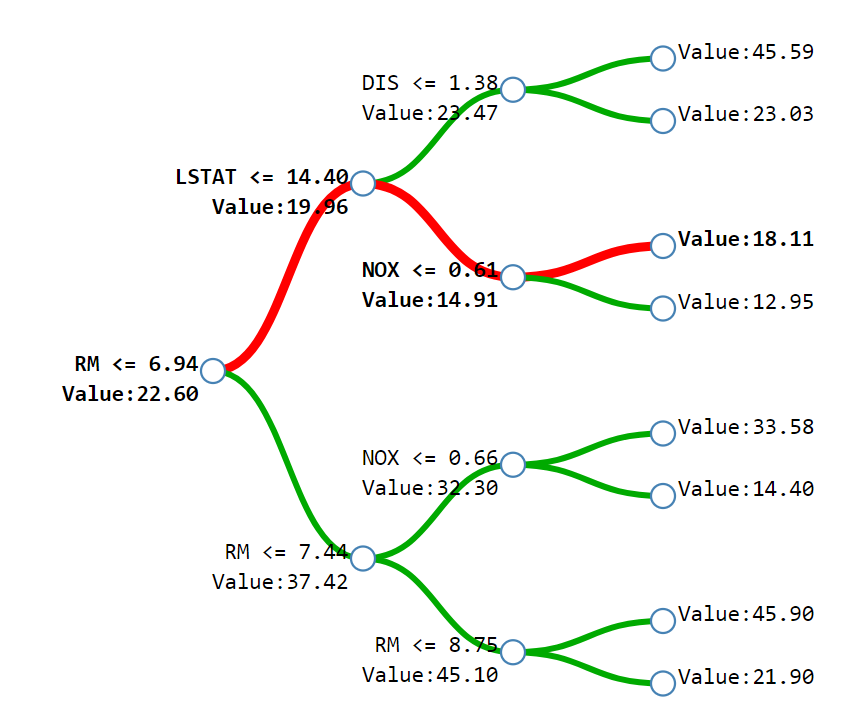 Value:45.59
DIS <= 1.38
Value:23.47
Value:23.03
LSTAT <= 14.40
Value:19.96
Value:18.11
NOX <= 0.61
Value:14.91
Value:12.95
RM <= 6.94
Value:22.60
Value:33.58
NOX <= 0.66
Value:32.30
Value:14.40
RM <= 7.44
Value:37.42
Value:45.90
RM <= 8.75
Value:45.10
Value:21.90